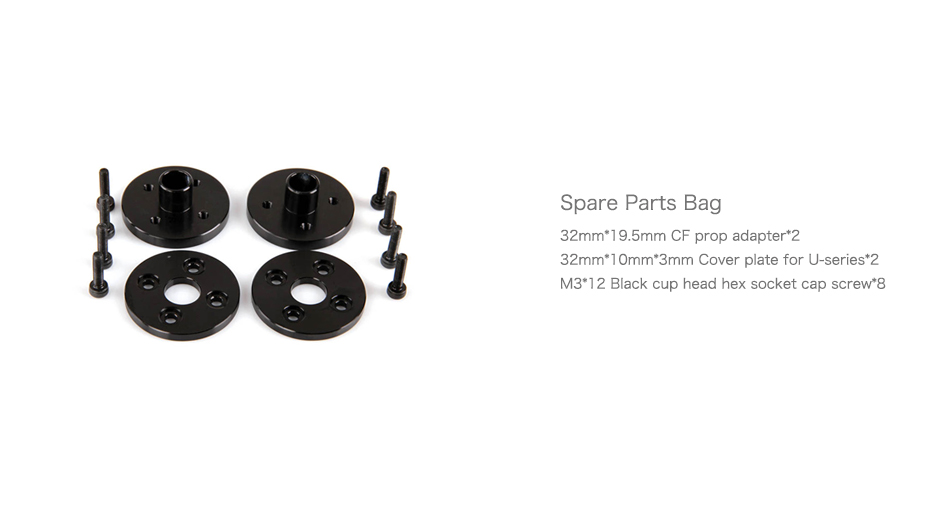 Spare Parts Bag
32mm*19.5mm CF prop adapter*2
32mm*10mm*3mm Cover plate for U-series*2
M3*12 Black cup head hex socket cap screw*8